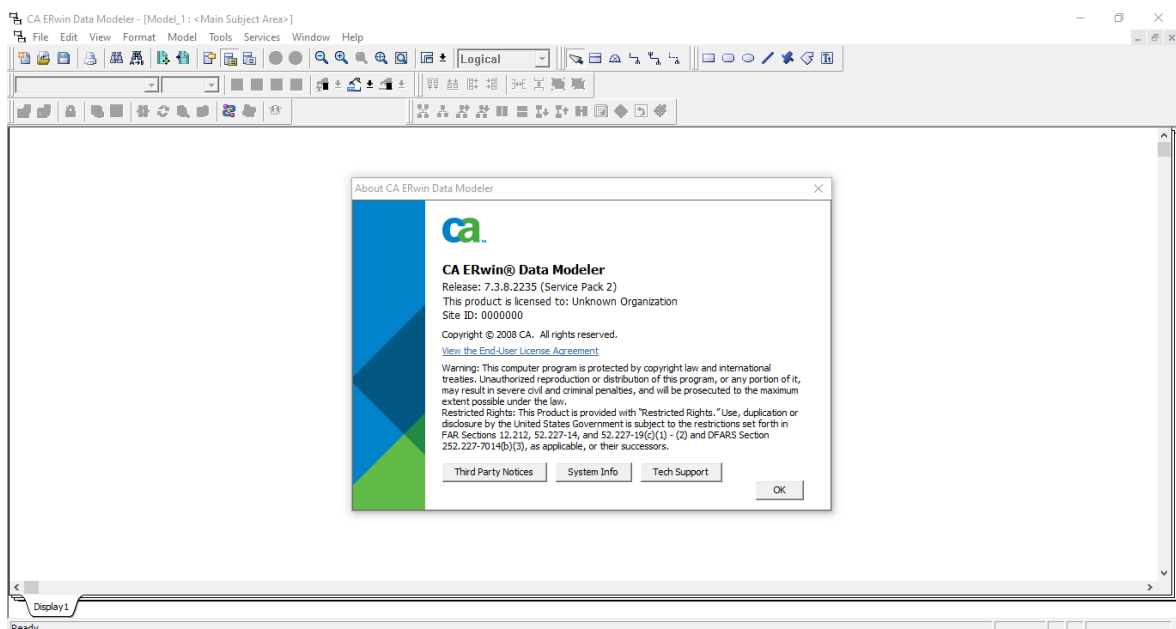 CA ERwin Data Modeler - [Model_1 : <Main Subject Area>]
File Edit View Format Model Tools Services Window Help
Logical
About CA ERwin Data Modeler
ca
CA ERwin® Data Modeler
Release: 7.3.8.2235 (Service Pack 2)
This product is licensed to: Unknown Organization
Site ID: 0000000
Copyright © 2008 CA. All rights reserved.
View the End-User License Agreement
Warning: This computer program is protected by copyright law and international
treaties. Unauthorized reproduction or distribution of this program, or any portion of it,
may result in severe civil and criminal penalties, and will be prosecuted to the maximum
extent possible under the law.
Restricted Rights: This Product is provided with "Restricted Rights." Use, duplication or
disclosure by the United States Government is subject to the restrictions set forth in
FAR Sections 12.212, 52.227-14, and 52.227-19(c)(1) - (2) and DFARS Section
252.227-7014(b)(3), as applicable, or their successors.
Third Party Notices System Info Tech Support
OK
Display1
Ready